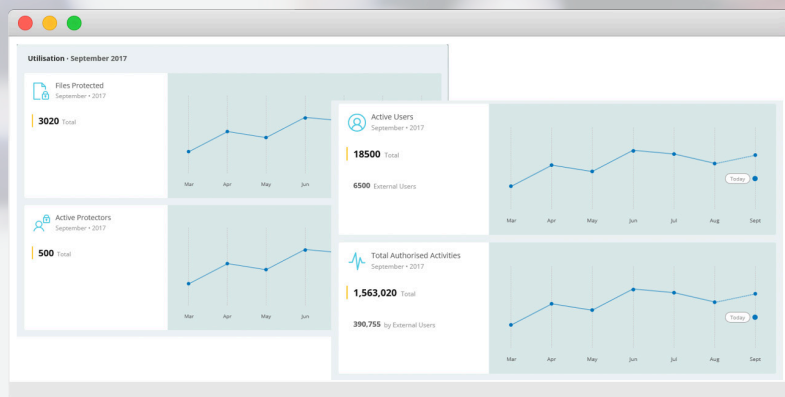 Utilisation - September 2017
Files Protected
September • 2017
3020 Total
Mar Apr May Jun
Active Protectors
September • 2017
500 Total
Mar Apr May Jun
Active Users
September • 2017
18500 Total
6500 External Users
Today
Mar Apr May Jun Jul Aug Sept
Total Authorised Activities
September • 2017
1,563,020 Total
390,755 by External Users
Today
Mar Apr May Jun Jul Aug Sept